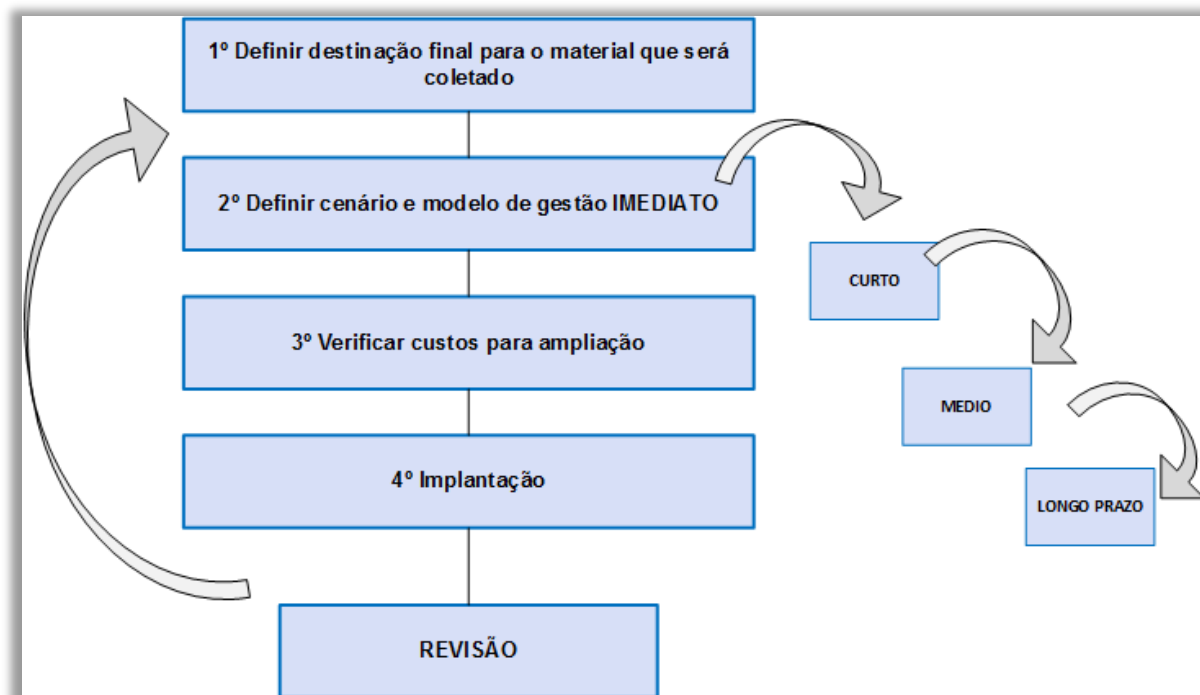 1º Definir destinação final para o material que será
coletado
2º Definir cenário e modelo de gestão IMEDIATO
CURTO
3º Verificar custos para ampliação
MEDIO
4º Implantação
LONGO PRAZO
REVISÃO